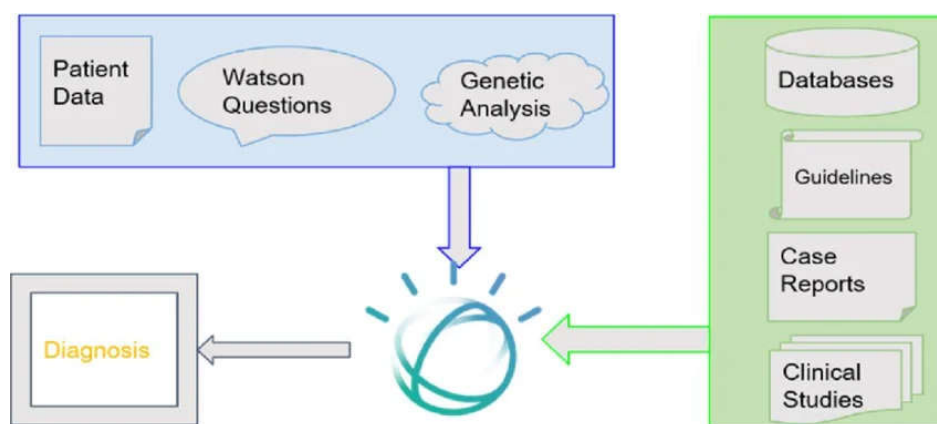 Patient
Data
Watson
Questions
Genetic
Analysis
Databases
Guidelines
Case
Reports
Clinical
Studies
Diagnosis